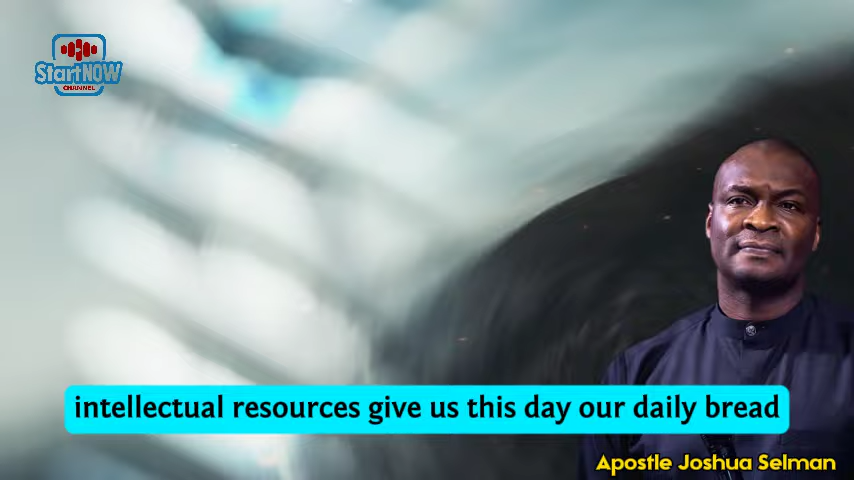 StartNOW
CHANNEL
intellectual resources give us this day our daily bread
Apostle Joshua Selman